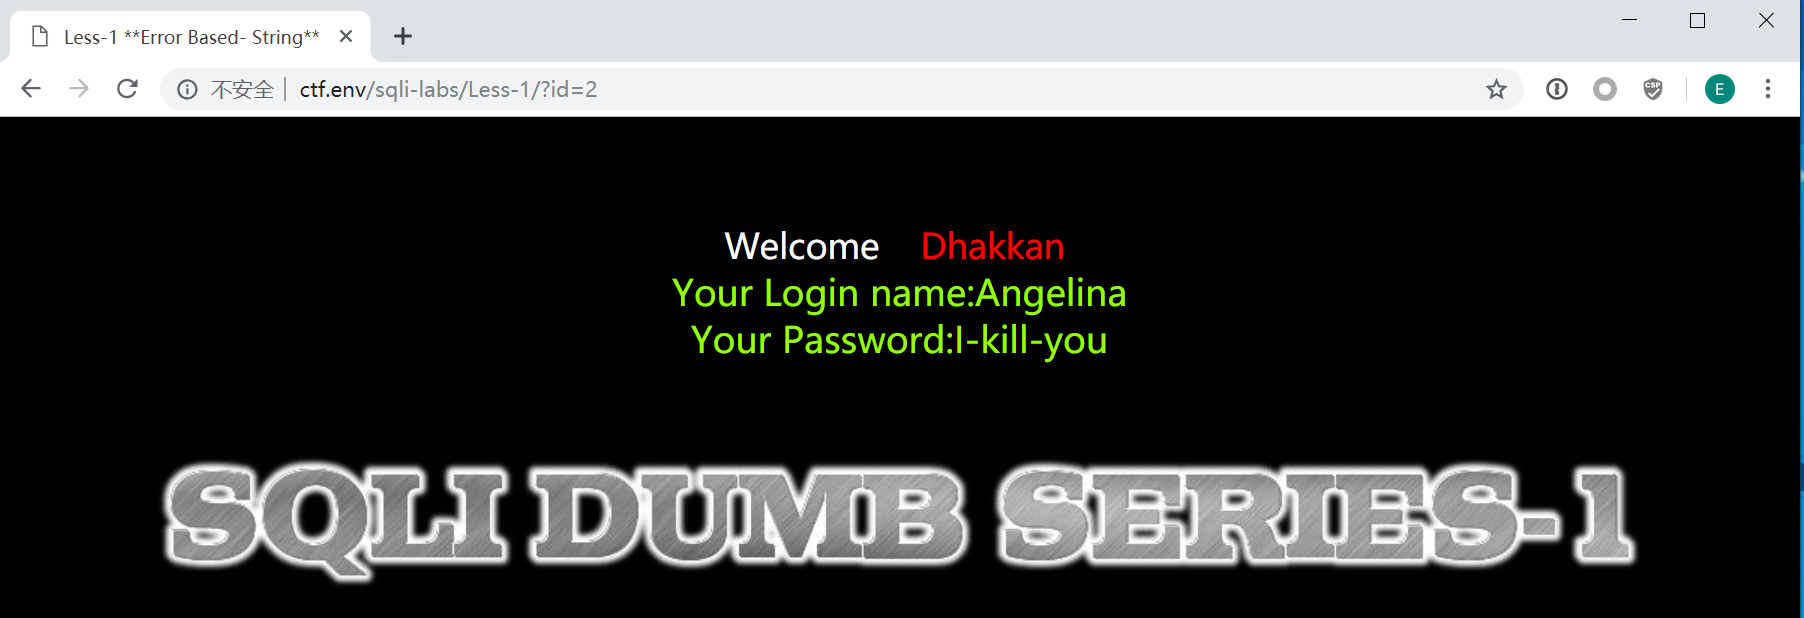 Less-1 **Error Based- String**
不安全 ctf.env/sqli-labs/Less-1/?id=2
CSP
E
Welcome Dhakkan
Your Login name:Angelina
Your Password:I-kill-you
SQLI DUMB SERIES-1